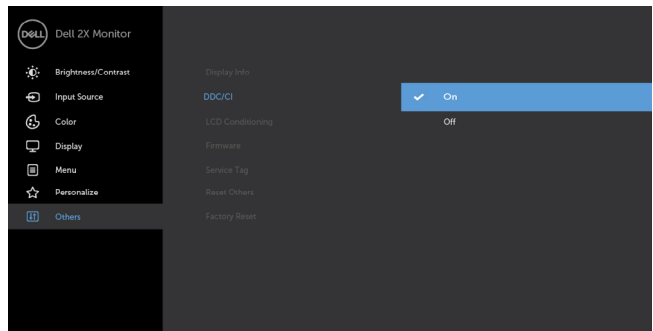 DELL Dell 2X Monitor
Brightness/Contrast
Input Source
Color
Display
Menu
Personalize
Others
Display Info
DDC/CI
LCD Conditioning
Firmware
Service Tag
Reset Others
Factory Reset
On
Off